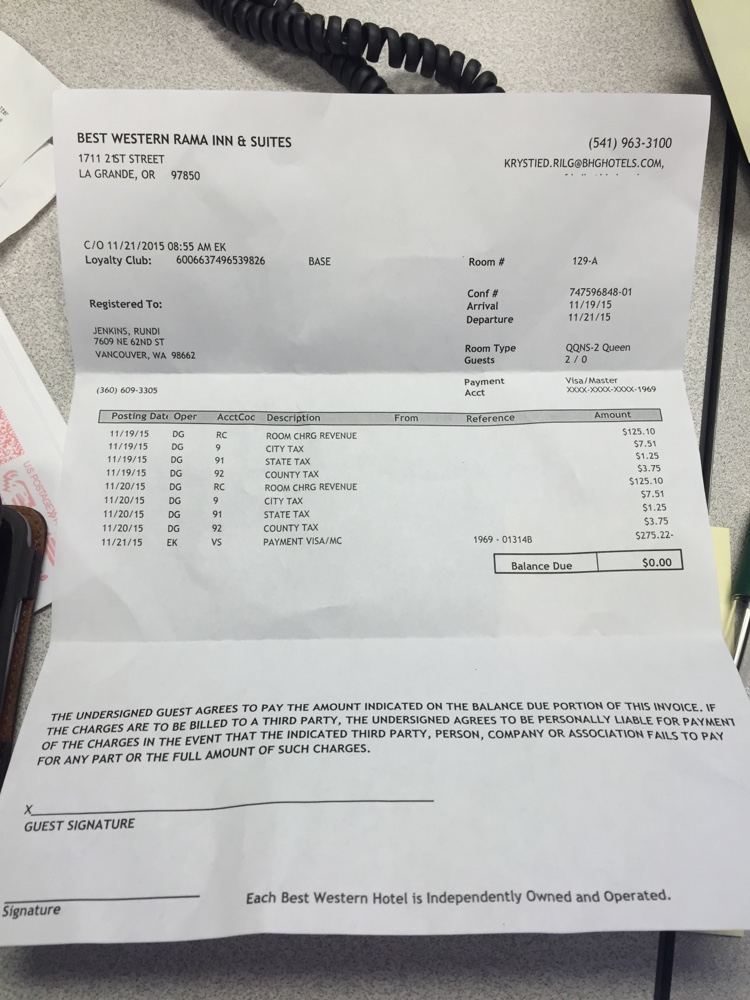 BEST WESTERN RAMA INN & SUITES
1711 21ST STREET
LA GRANDE, OR 97850
(541) 963-3100
KRYSTIED.RILG@BHGHOTELS.COM,
C/O 11/21/2015 08:55 AM EK
Loyalty Club: 6006637496539826 BASE
Room # 129-A
Conf # 747596848-01
Arrival 11/19/15
Departure 11/21/15
Registered To:
JENKINS, RUNDI
7609 NE 62ND ST
VANCOUVER, WA 98662
Room Type QQNS-2 Queen
Guests 2 / 0
(360) 609-3305
Payment Visa/Master
Acct XXXX-XXXX-XXXX-1969
Posting Date Oper AcctCoc Description From Reference Amount
11/19/15 DG RC ROOM CHRG REVENUE $125.10
11/19/15 DG 9 CITY TAX $7.51
11/19/15 DG 91 STATE TAX $1.25
11/19/15 DG 92 COUNTY TAX $3.75
11/20/15 DG RC ROOM CHRG REVENUE $125.10
11/20/15 DG 9 CITY TAX $7.51
11/20/15 DG 91 STATE TAX $1.25
11/20/15 DG 92 COUNTY TAX $3.75
11/21/15 EK VS PAYMENT VISA/MC 1969 - 01314B $275.22-
Balance Due $0.00
THE UNDERSIGNED GUEST AGREES TO PAY THE AMOUNT INDICATED ON THE BALANCE DUE PORTION OF THIS INVOICE. IF
THE CHARGES ARE TO BE BILLED TO A THIRD PARTY, THE UNDERSIGNED AGREES TO BE PERSONALLY LIABLE FOR PAYMENT
OF THE CHARGES IN THE EVENT THAT THE INDICATED THIRD PARTY, PERSON, COMPANY OR ASSOCIATION FAILS TO PAY
FOR ANY PART OR THE FULL AMOUNT OF SUCH CHARGES.
X
GUEST SIGNATURE
Signature
Each Best Western Hotel is Independently Owned and Operated.
US POSTAGE